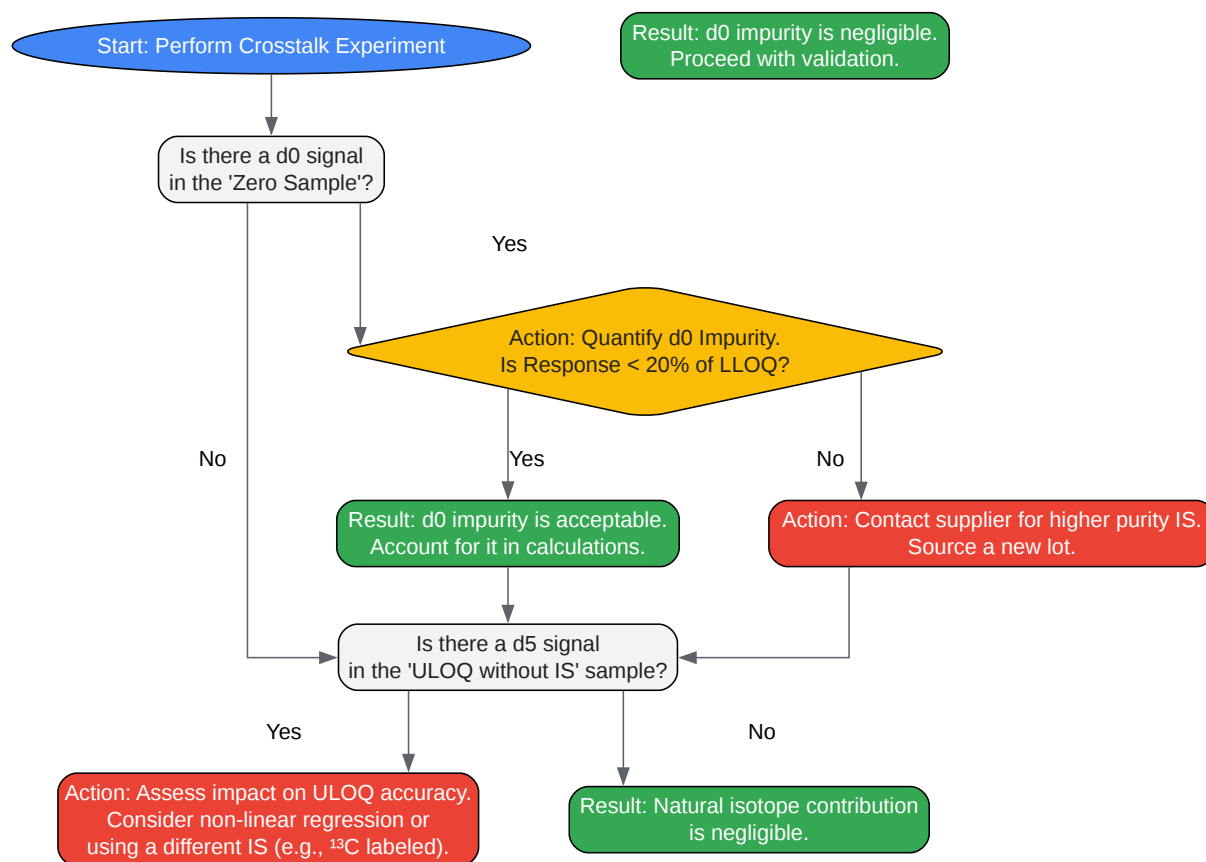 Start: Perform Crosstalk Experiment
Result: d0 impurity is negligible.
Proceed with validation.
Is there a d0 signal
in the 'Zero Sample'?
Yes
Action: Quantify d0 Impurity.
Is Response < 20% of LLOQ?
No
Yes
No
Result: d0 impurity is acceptable.
Account for it in calculations.
Action: Contact supplier for higher purity IS.
Source a new lot.
Is there a d5 signal
in the 'ULOQ without IS' sample?
Yes
No
Action: Assess impact on ULOQ accuracy.
Consider non-linear regression or
using a different IS (e.g., ¹³C labeled).
Result: Natural isotope contribution
is negligible.